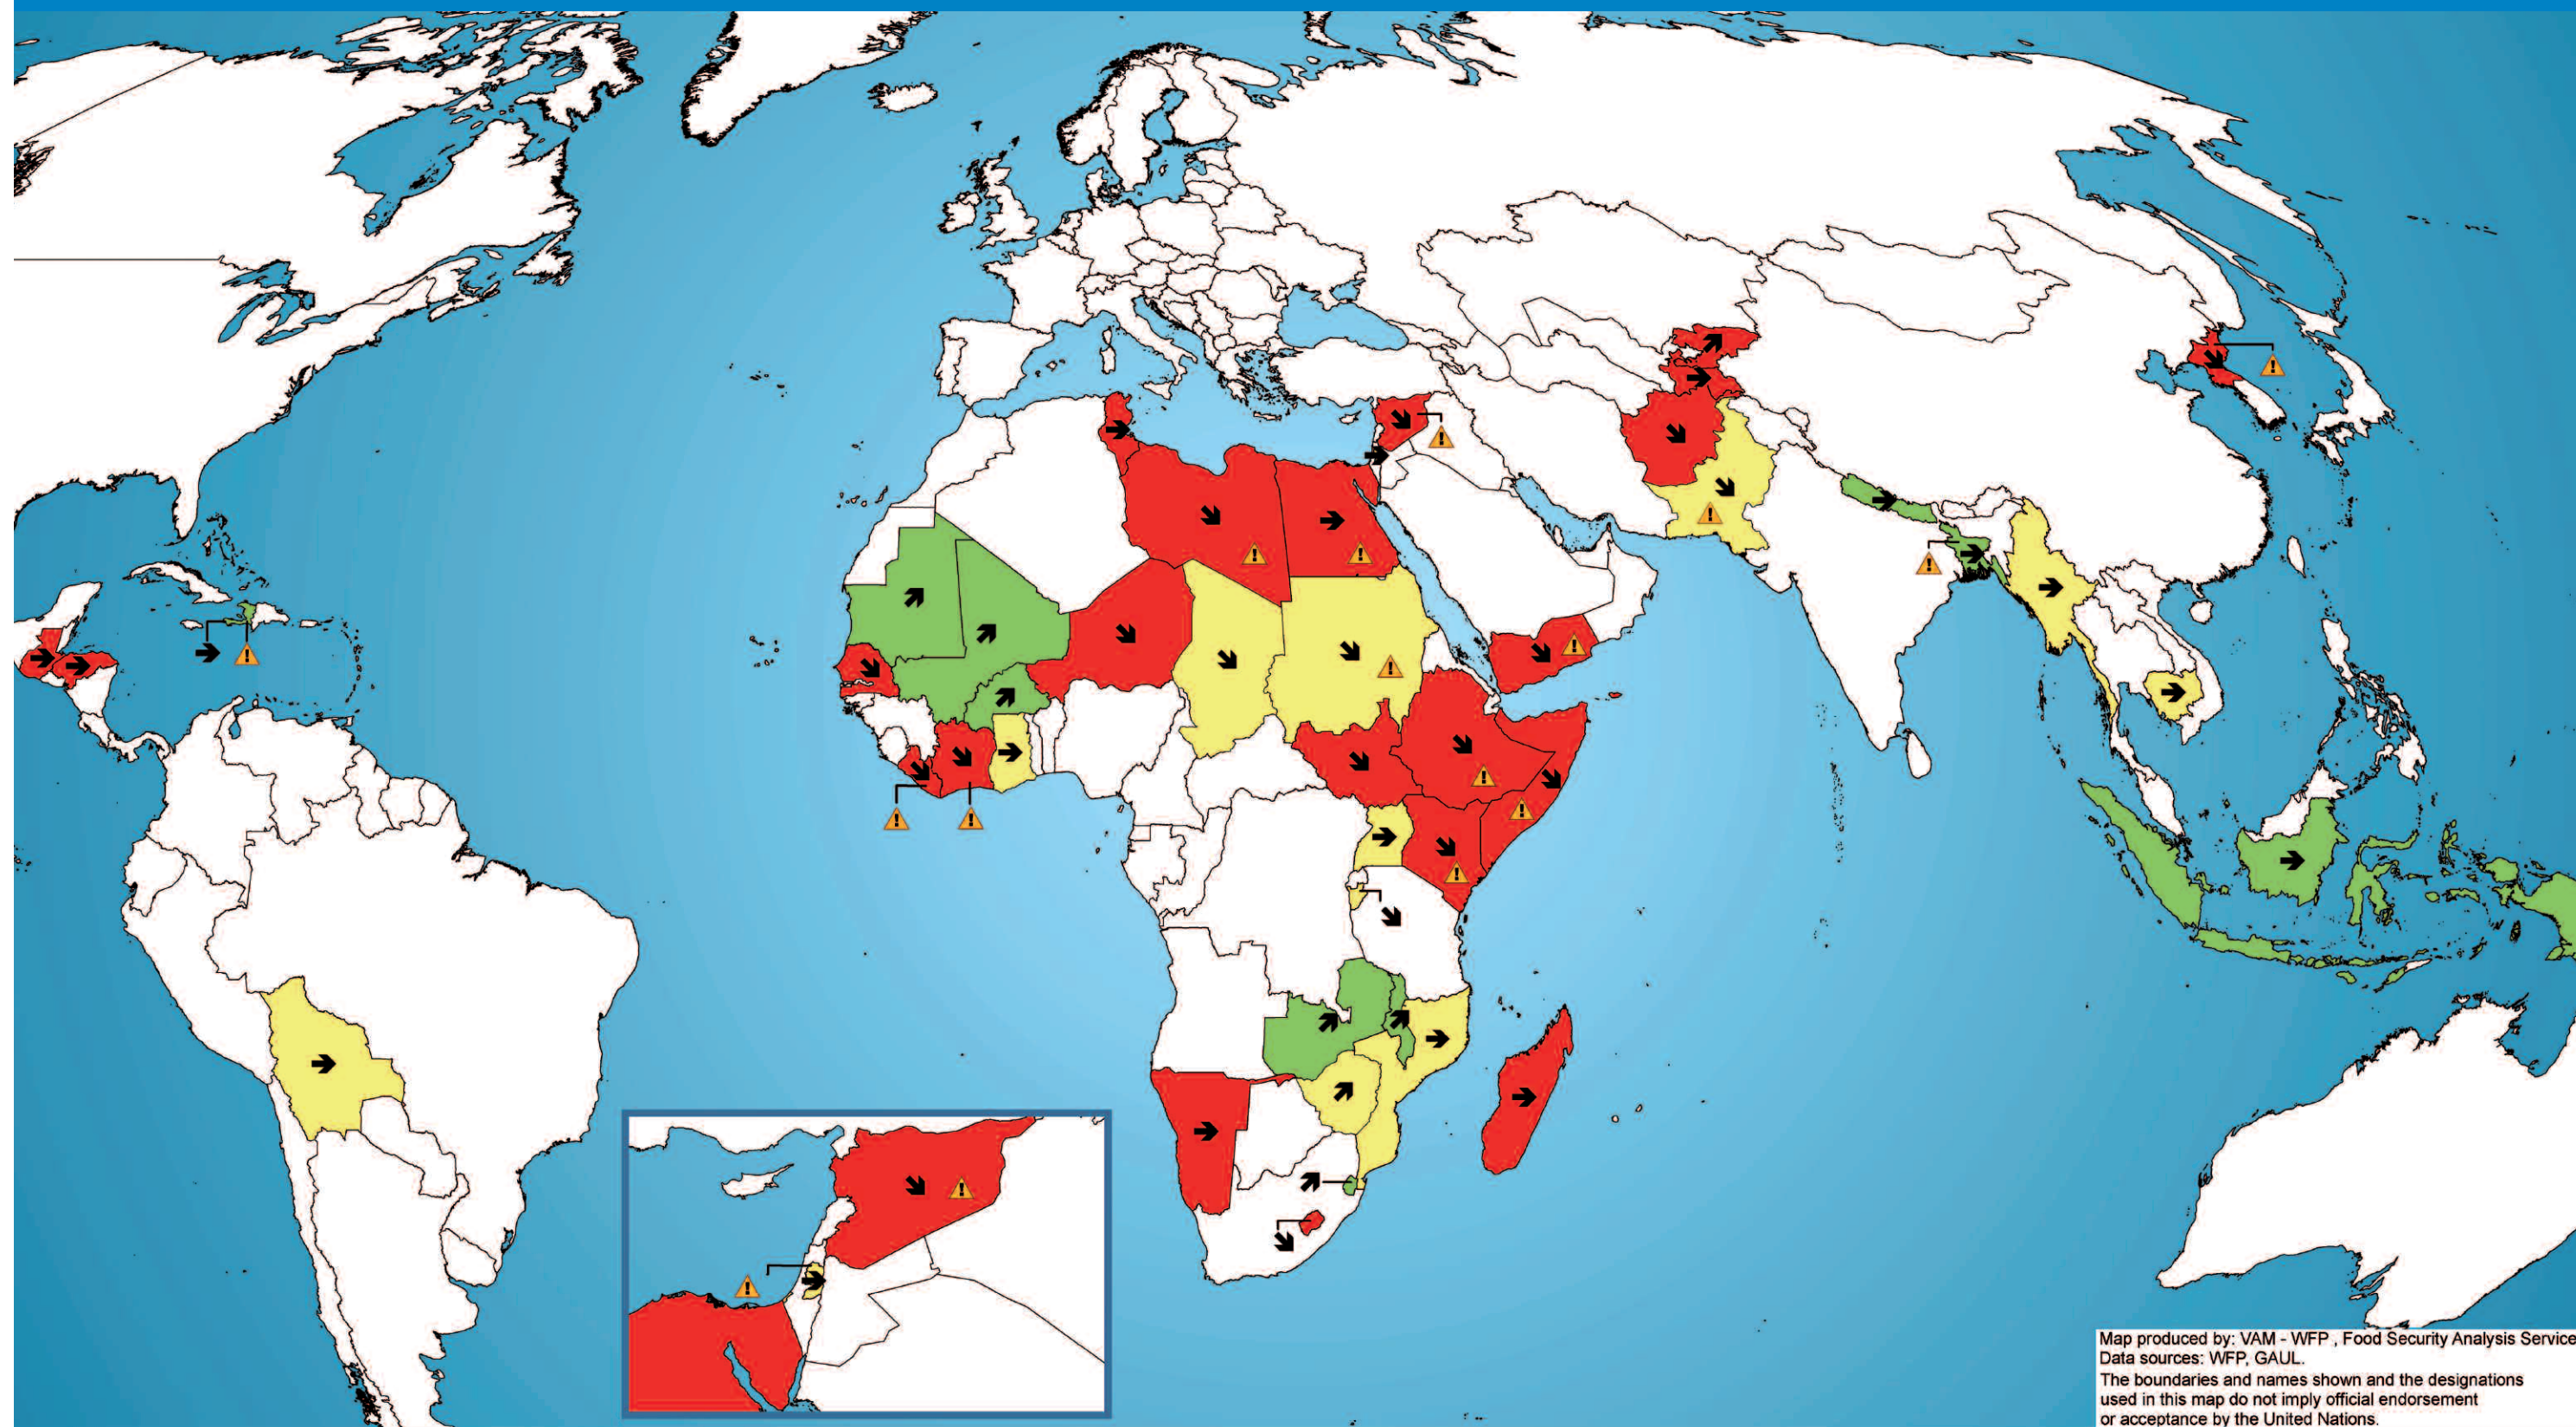 Map produced by: VAM - WFP , Food Security Analysis Service
Data sources: WFP, GAUL.
The boundaries and names shown and the designations
used in this map do not imply official endorsement
or acceptance by the United Nations.